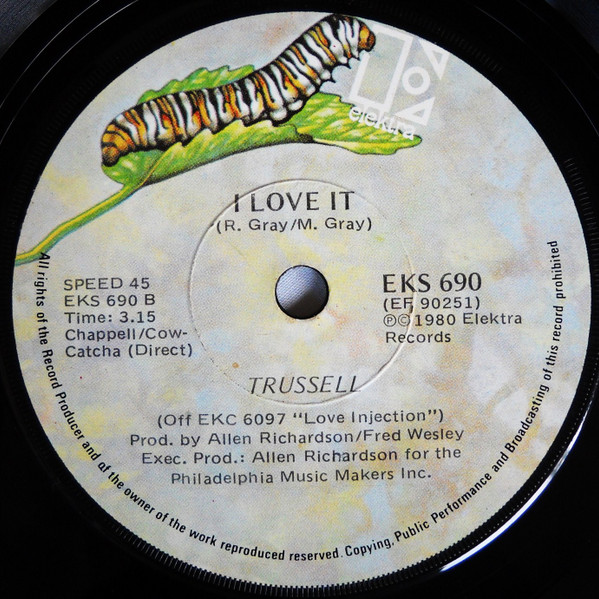 elektra
I LOVE IT
(R. Gray/M. Gray)
SPEED 45
EKS 690 B
Time: 3.15
Chappell/Cow-
Catcha (Direct)
EKS 690
(EF 90251)
ⓅⒸ1980 Elektra
Records
TRUSSELL
(Off EKC 6097 "Love Injection")
Prod. by Allen Richardson/Fred Wesley
Exec. Prod.: Allen Richardson for the
Philadelphia Music Makers Inc.
All rights of the Record Producer and of the owner of the work reproduced reserved. Copying, Public Performance and Broadcasting of this record prohibited